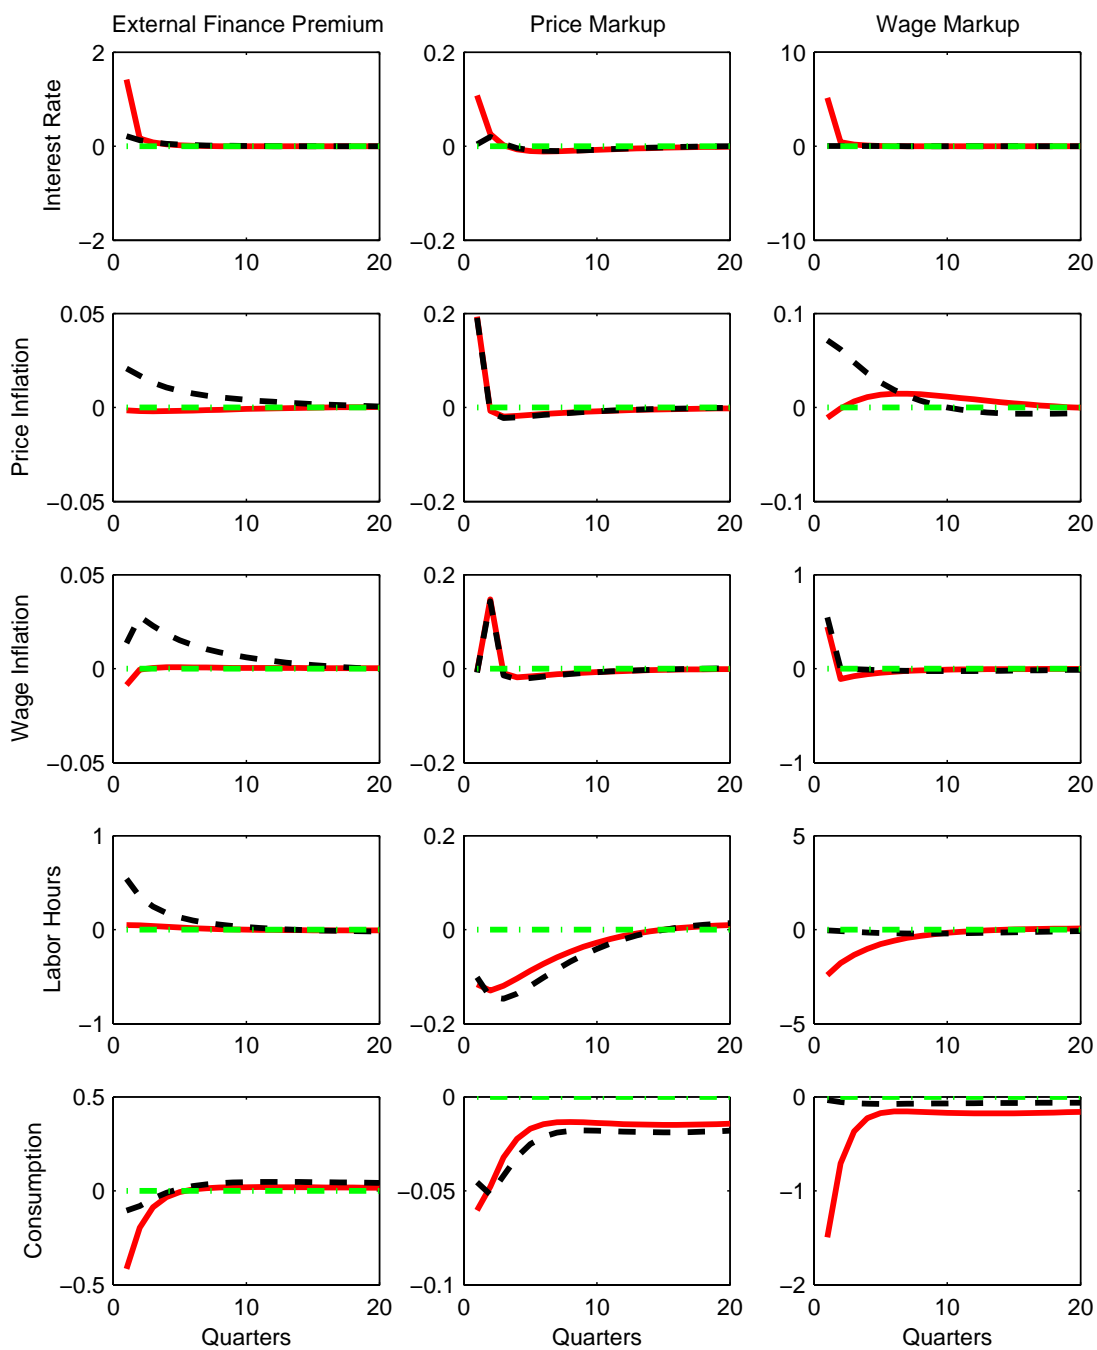 External Finance Premium Price Markup Wage Markup
Interest Rate
2 0.2 10
0 0 0
−2 −0.2 −10
0 10 20 0 10 20 0 10 20
Price Inflation
0.05 0.2 0.1
0 0 0
−0.05 −0.2 −0.1
0 10 20 0 10 20 0 10 20
Wage Inflation
0.05 0.2 1
0 0 0
−0.05 −0.2 −1
0 10 20 0 10 20 0 10 20
Labor Hours
1 0.2 5
0 0 0
−1 −0.2 −5
0 10 20 0 10 20 0 10 20
Consumption
0.5 0 0
0 −0.05 −1
−0.5 −0.1 −2
0 10 20 0 10 20 0 10 20
Quarters Quarters Quarters